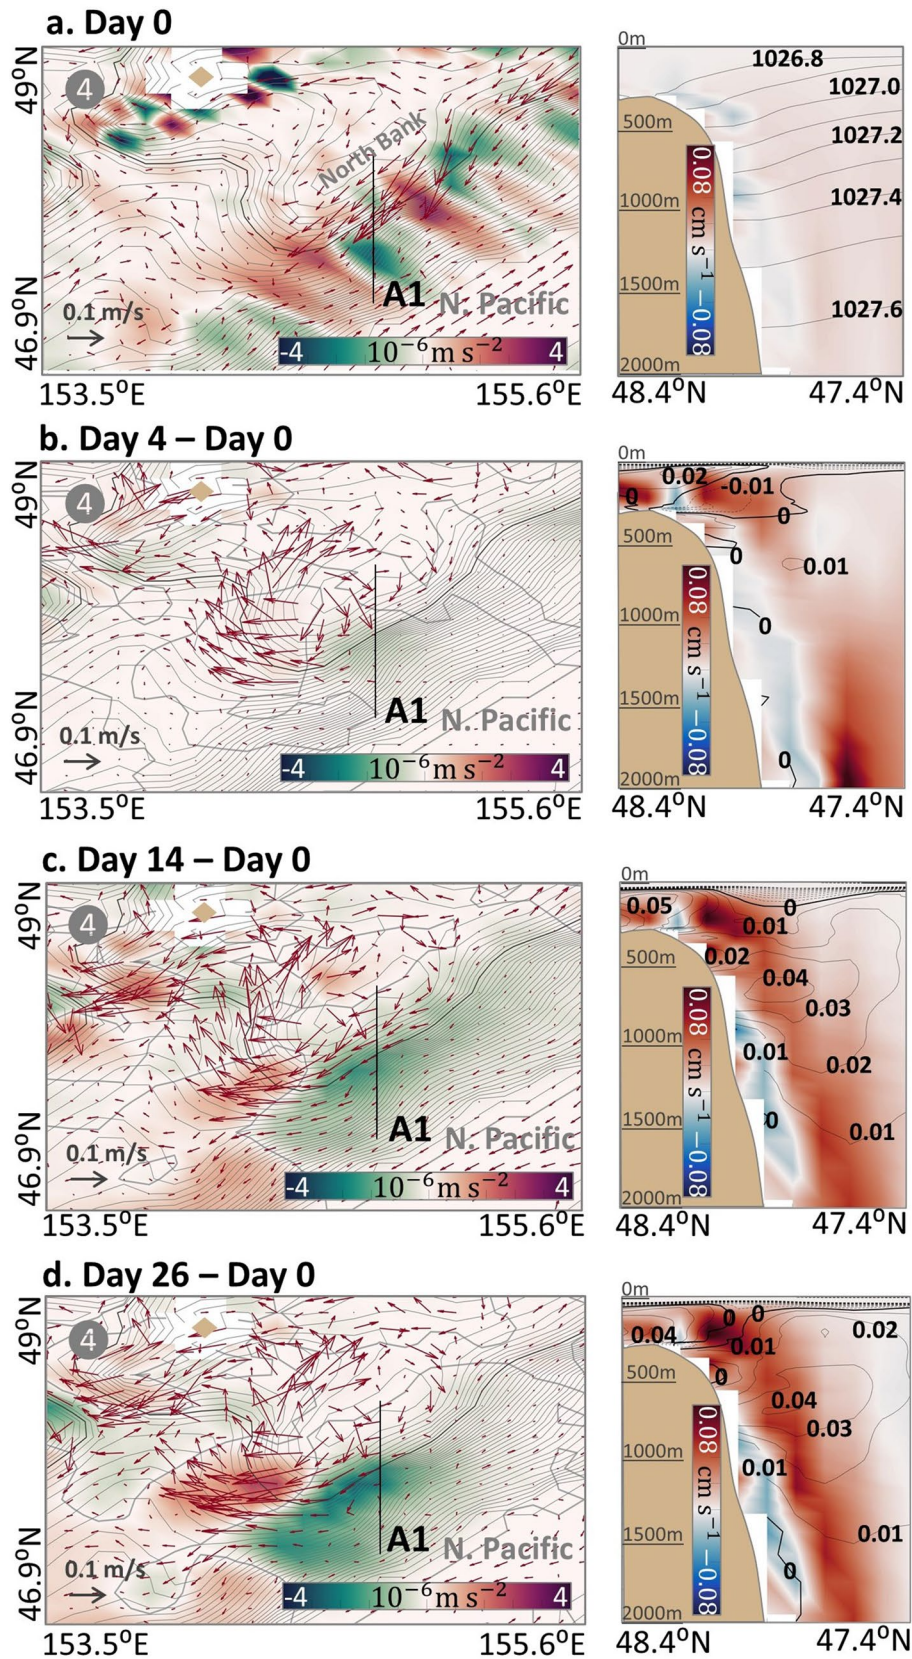 a. Day 0
49°N
4
North Bank
A1
N. Pacific
0.1 m/s
46.9°N
-4 10⁻⁶m s⁻² 4
153.5°E 155.6°E
0m
1026.8
1027.0
500m
1027.2
1000m
1027.4
1500m
1027.6
2000m
0.08 cm s⁻¹ −0.08
48.4°N 47.4°N
b. Day 4 – Day 0
49°N
4
A1
N. Pacific
0.1 m/s
46.9°N
-4 10⁻⁶m s⁻² 4
153.5°E 155.6°E
0m
0.02
-0.01
0
0
500m
0
0.01
1000m
0
1500m
0
2000m
0.08 cm s⁻¹ −0.08
48.4°N 47.4°N
c. Day 14 – Day 0
49°N
4
A1
N. Pacific
0.1 m/s
46.9°N
-4 10⁻⁶m s⁻² 4
153.5°E 155.6°E
0m
0.05
0
0.01
0.02
500m
0.04
0.03
1000m
0.01
0.02
0
0.01
1500m
2000m
0.08 cm s⁻¹ −0.08
48.4°N 47.4°N
d. Day 26 – Day 0
49°N
4
A1
N. Pacific
0.1 m/s
46.9°N
-4 10⁻⁶m s⁻² 4
153.5°E 155.6°E
0m
0
0
0.02
0.04
0.01
0
500m
0.04
0.03
1000m
0.01
0.01
1500m
0
2000m
0.08 cm s⁻¹ −0.08
48.4°N 47.4°N